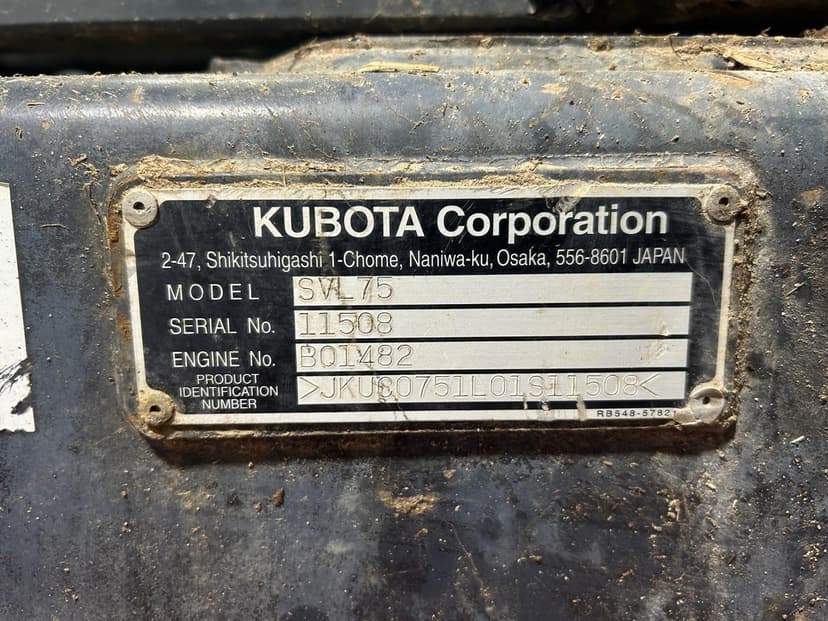 KUBOTA Corporation
2-47, Shikitsuhigashi 1-Chome, Naniwa-ku, Osaka, 556-8601 JAPAN
MODEL SVL75
SERIAL No. 11508
ENGINE No. BQ1482
PRODUCT IDENTIFICATION NUMBER >JKUC0751L01S11508<
RB548-57821